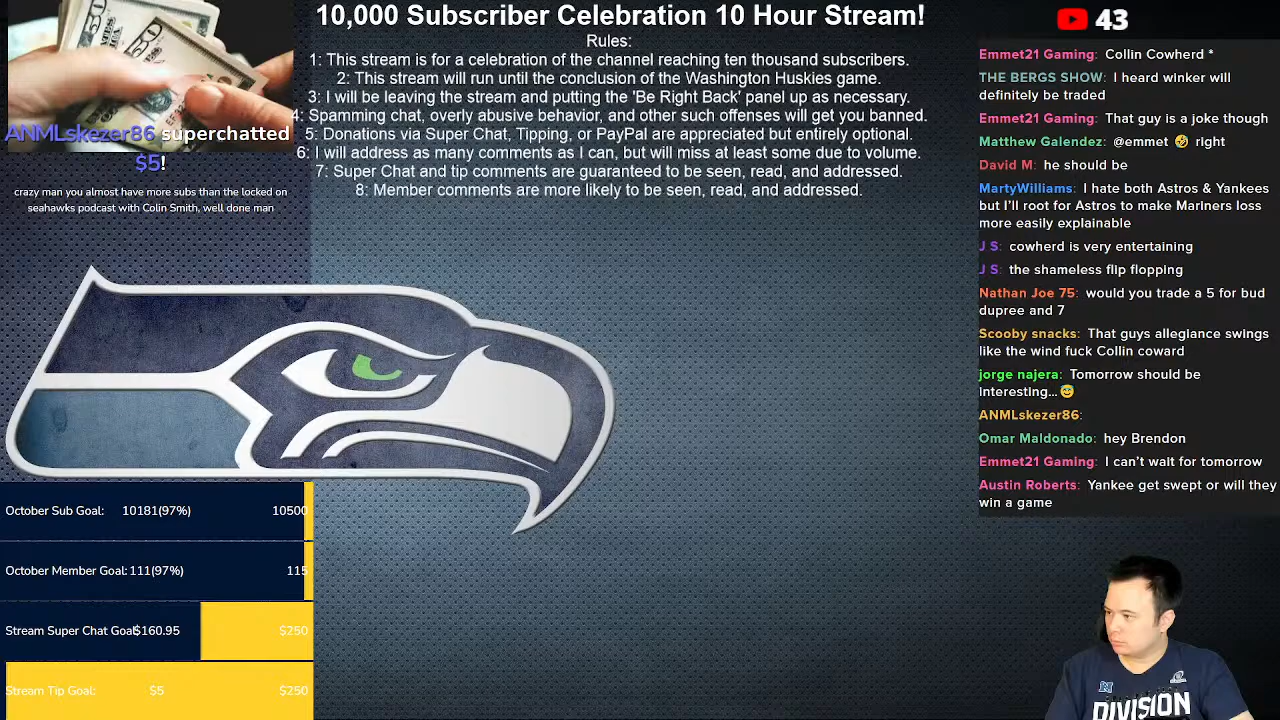 10,000 Subscriber Celebration 10 Hour Stream!
Rules:
1: This stream is for a celebration of the channel reaching ten thousand subscribers.
2: This stream will run until the conclusion of the Washington Huskies game.
3: I will be leaving the stream and putting the 'Be Right Back' panel up as necessary.
4: Spamming chat, overly abusive behavior, and other such offenses will get you banned.
5: Donations via Super Chat, Tipping, or PayPal are appreciated but entirely optional.
6: I will address as many comments as I can, but will miss at least some due to volume.
7: Super Chat and tip comments are guaranteed to be seen, read, and addressed.
8: Member comments are more likely to be seen, read, and addressed.
ANMLskezer86 superchatted
$5!
crazy man you almost have more subs than the locked on
seahawks podcast with Colin Smith, well done man
October Sub Goal: 10181(97%) 10500
October Member Goal: 111(97%) 115
Stream Super Chat Goal: $160.95 $250
Stream Tip Goal: $5 $250
43
Emmet21 Gaming: Collin Cowherd *
THE BERGS SHOW: I heard winker will
definitely be traded
Emmet21 Gaming: That guy is a joke though
Matthew Galendez: @emmet 🤣 right
David M: he should be
MartyWilliams: I hate both Astros & Yankees
but I'll root for Astros to make Mariners loss
more easily explainable
J S: cowherd is very entertaining
J S: the shameless flip flopping
Nathan Joe 75: would you trade a 5 for bud
dupree and 7
Scooby snacks: That guys allegiance swings
like the wind fuck Collin coward
jorge najera: Tomorrow should be
interesting...😅
ANMLskezer86:
Omar Maldonado: hey Brendon
Emmet21 Gaming: I can't wait for tomorrow
Austin Roberts: Yankee get swept or will they
win a game
DIVISION